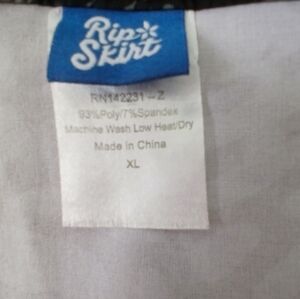 Rip
Skirt
RN142231-Z
93%Poly/7%Spandex
Machine Wash Low Heat/Dry
Made in China
XL